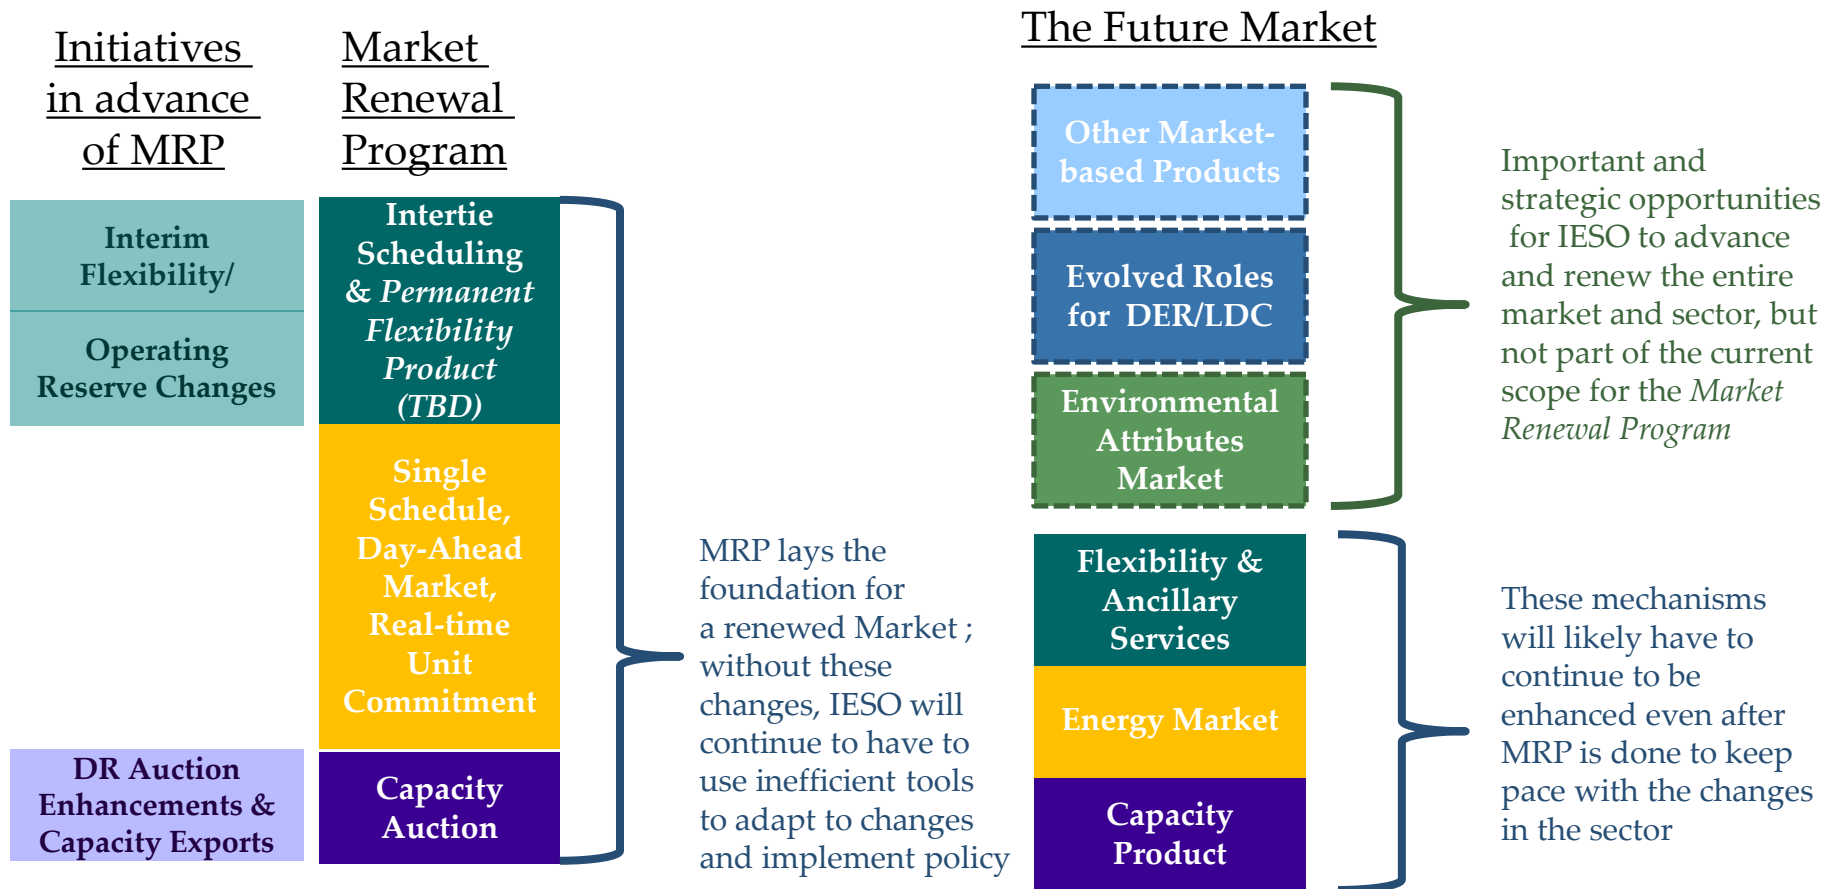 Initiatives
in advance
of MRP
Interim
Flexibility/
Operating
Reserve Changes
DR Auction
Enhancements &
Capacity Exports
Market
Renewal
Program
Intertie
Scheduling
& Permanent
Flexibility
Product
(TBD)
Single
Schedule,
Day-Ahead
Market,
Real-time
Unit
Commitment
Capacity
Auction
MRP lays the
foundation for
a renewed Market ;
without these
changes, IESO will
continue to have to
use inefficient tools
to adapt to changes
and implement policy
The Future Market
Other Market-
based Products
Evolved Roles
for DER/LDC
Environmental
Attributes
Market
Flexibility &
Ancillary
Services
Energy Market
Capacity
Product
Important and
strategic opportunities
for IESO to advance
and renew the entire
market and sector, but
not part of the current
scope for the Market
Renewal Program
These mechanisms
will likely have to
continue to be
enhanced even after
MRP is done to keep
pace with the changes
in the sector